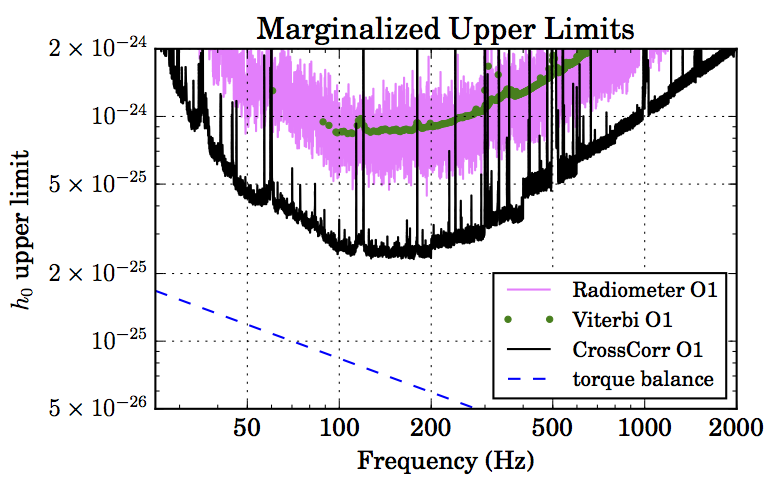 Marginalized Upper Limits
2 × 10⁻²⁴
10⁻²⁴
5 × 10⁻²⁵
2 × 10⁻²⁵
10⁻²⁵
5 × 10⁻²⁶
h₀ upper limit
Radiometer O1
Viterbi O1
CrossCorr O1
torque balance
50 100 200 500 1000 2000
Frequency (Hz)